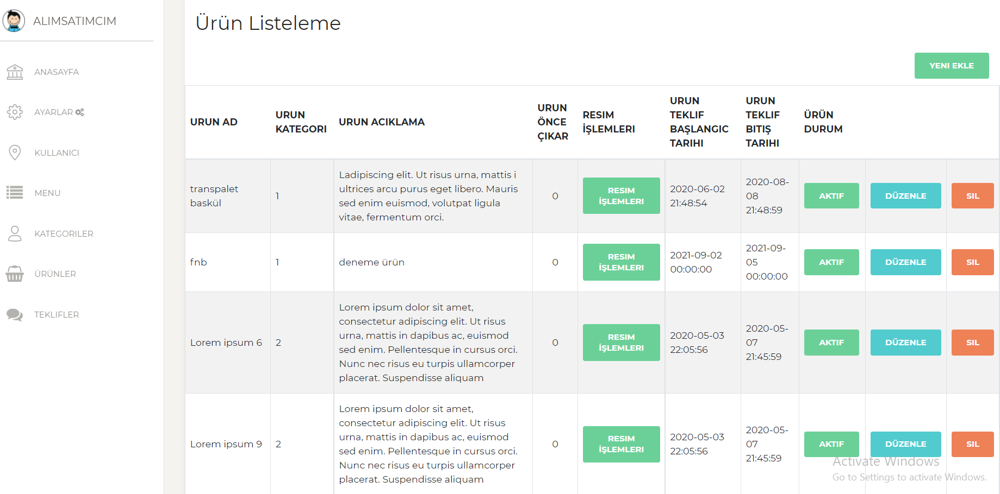 ALIMSATIMCIM
ANASAYFA
AYARLAR
KULLANICI
MENU
KATEGORILER
ÜRÜNLER
TEKLIFLER
Ürün Listeleme
YENI EKLE
URUN AD
URUN
KATEGORI
URUN ACIKLAMA
URUN
ÖNCE
ÇIKAR
RESIM
İŞLEMLERI
URUN
TEKLIF
BAŞLANGIC
TARIHI
URUN
TEKLIF
BITIŞ
TARIHI
ÜRÜN
DURUM
transpalet
baskül
1
Ladipiscing elit. Ut risus urna, mattis i
ultrices arcu purus eget libero. Mauris
sed enim euismod, volutpat ligula
vitae, fermentum orci.
0
RESIM
İŞLEMLERI
2020-06-02
21:48:54
2020-08-
08
21:48:59
AKTIF
DÜZENLE
SIL
fnb
1
deneme ürün
0
RESIM
İŞLEMLERI
2021-09-02
00:00:00
2021-09-
05
00:00:00
AKTIF
DÜZENLE
SIL
Lorem ipsum 6
2
Lorem ipsum dolor sit amet,
consectetur adipiscing elit. Ut risus
urna, mattis in dapibus ac, euismod
sed enim. Pellentesque in cursus orci.
Nunc nec risus eu turpis ullamcorper
placerat. Suspendisse aliquam
0
RESIM
İŞLEMLERI
2020-05-03
22:05:56
2020-05-
07
21:45:59
AKTIF
DÜZENLE
SIL
Lorem ipsum 9
2
Lorem ipsum dolor sit amet,
consectetur adipiscing elit. Ut risus
urna, mattis in dapibus ac, euismod
sed enim. Pellentesque in cursus orci.
Nunc nec risus eu turpis ullamcorper
placerat. Suspendisse aliquam
0
RESIM
İŞLEMLERI
2020-05-03
22:05:56
2020-05-
07
21:45:59
AKTIF
DÜZENLE
SIL
Activate Windows
Go to Settings to activate Windows.